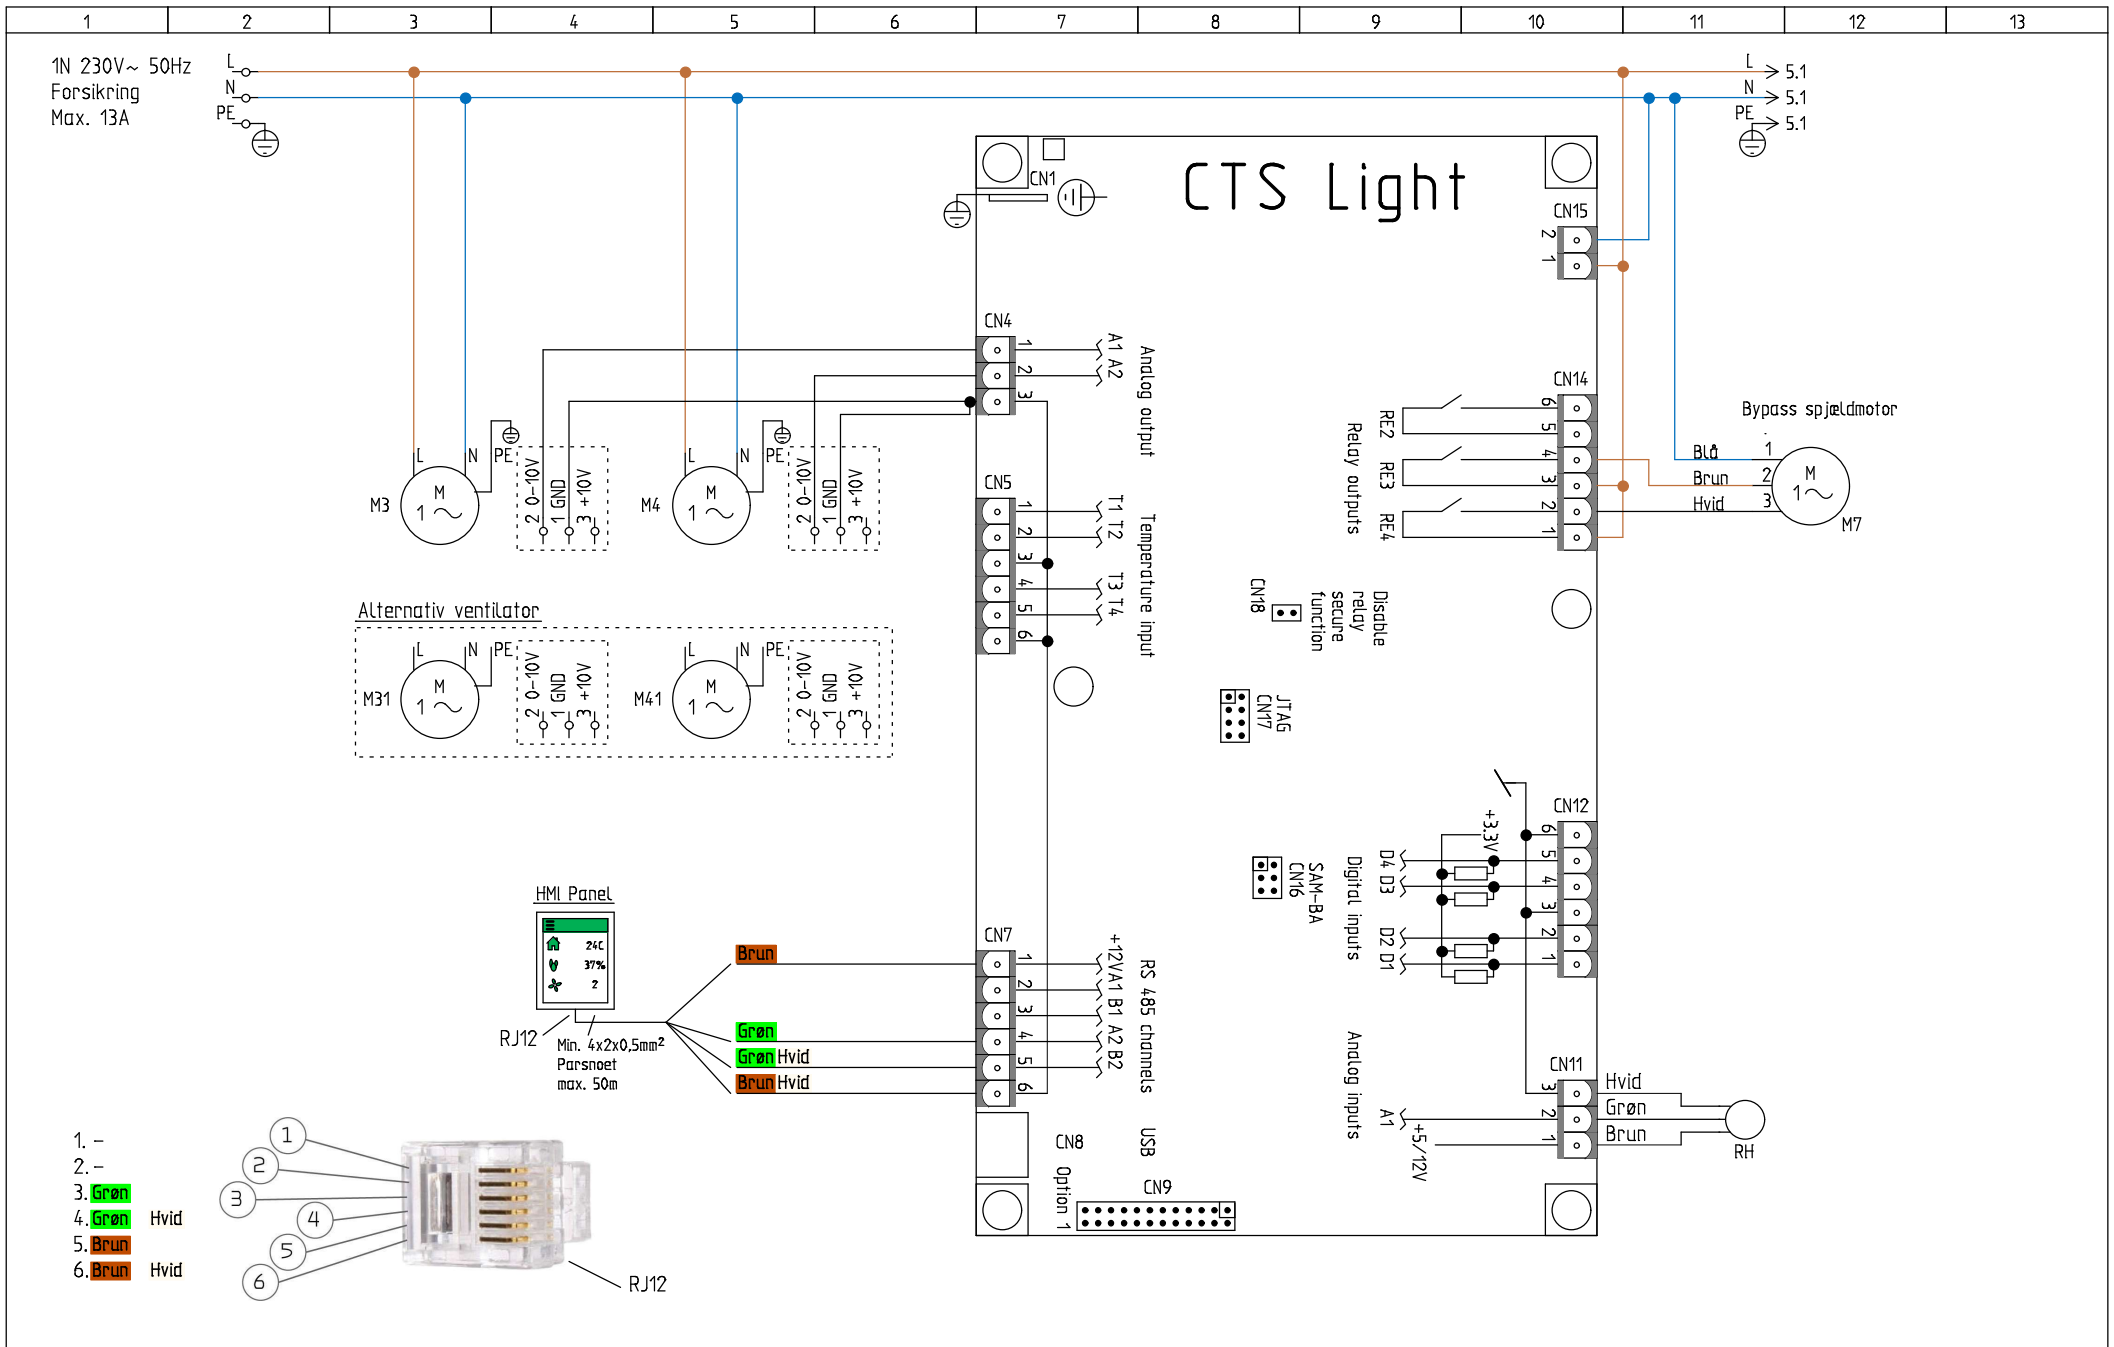 1 2 3 4 5 6 7 8 9 10 11 12 13
1N 230V~ 50Hz
Forsikring
Max. 13A
L
N
PE
L 5.1
N 5.1
PE 5.1
CTS Light
CN1
CN15
2
1
CN4
1 A1
2 A2
3
Analog output
CN14
6
5
4
3
2
1
RE2
RE3
RE4
Relay outputs
Bypass spjældmotor
Blå 1
Brun 2
Hvid 3
M
1
M7
L N PE
M3
M
1
2 0-10V
1 GND
3 +10V
L N PE
M4
M
1
2 0-10V
1 GND
3 +10V
CN5
1 T1
2 T2
3
4 T3
5 T4
6
Temperature input
CN18
Disable
relay
secure
function
Alternativ ventilator
L N PE
M31
M
1
2 0-10V
1 GND
3 +10V
L N PE
M41
M
1
2 0-10V
1 GND
3 +10V
JTAG
CN17
CN12
+3.3V
6
5
4
3
2
1
D4
D3
D2
D1
Digital inputs
SAM-BA
CN16
HMI Panel
24C
37%
2
RJ12
Min. 4x2x0,5mm²
Parsnoet
max. 50m
Brun
Grøn
Grøn Hvid
Brun Hvid
CN7
1 +12V
2 A1
3 B1
4 A2
5 B2
6
RS 485 channels
CN11
3 Hvid
2 Grøn
1 Brun
RH
A1
+5/12V
Analog inputs
CN8
USB
Option 1
CN9
1. -
2. -
3. Grøn
4. Grøn Hvid
5. Brun
6. Brun Hvid
1
2
3
4
5
6
RJ12